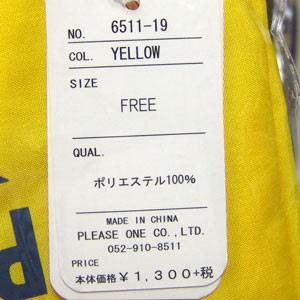 NO. 6511-19
COL. YELLOW
SIZE
FREE
QUAL.
ポリエステル100%
MADE IN CHINA
PLEASE ONE CO.,LTD.
052-910-8511
PRICE
本体価格¥1,300+税
P